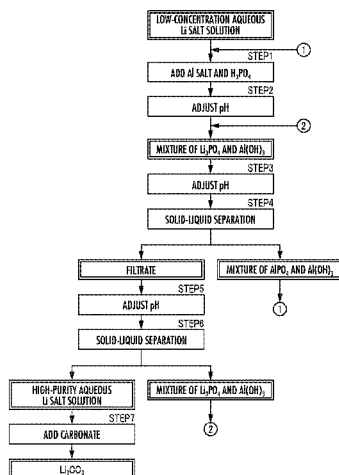 LOW-CONCENTRATION AQUEOUS
Li SALT SOLUTION
1
STEP1
ADD Al SALT AND H₃PO₄
STEP2
ADJUST pH
2
MIXTURE OF Li₃PO₄ AND Al(OH)₃
STEP3
ADJUST pH
STEP4
SOLID-LIQUID SEPARATION
FILTRATE
MIXTURE OF AlPO₄ AND Al(OH)₃
STEP5
1
ADJUST pH
STEP6
SOLID-LIQUID SEPARATION
HIGH-PURITY AQUEOUS
Li SALT SOLUTION
MIXTURE OF Li₃PO₄ AND Al(OH)₃
STEP7
2
ADD CARBONATE
Li₂CO₃